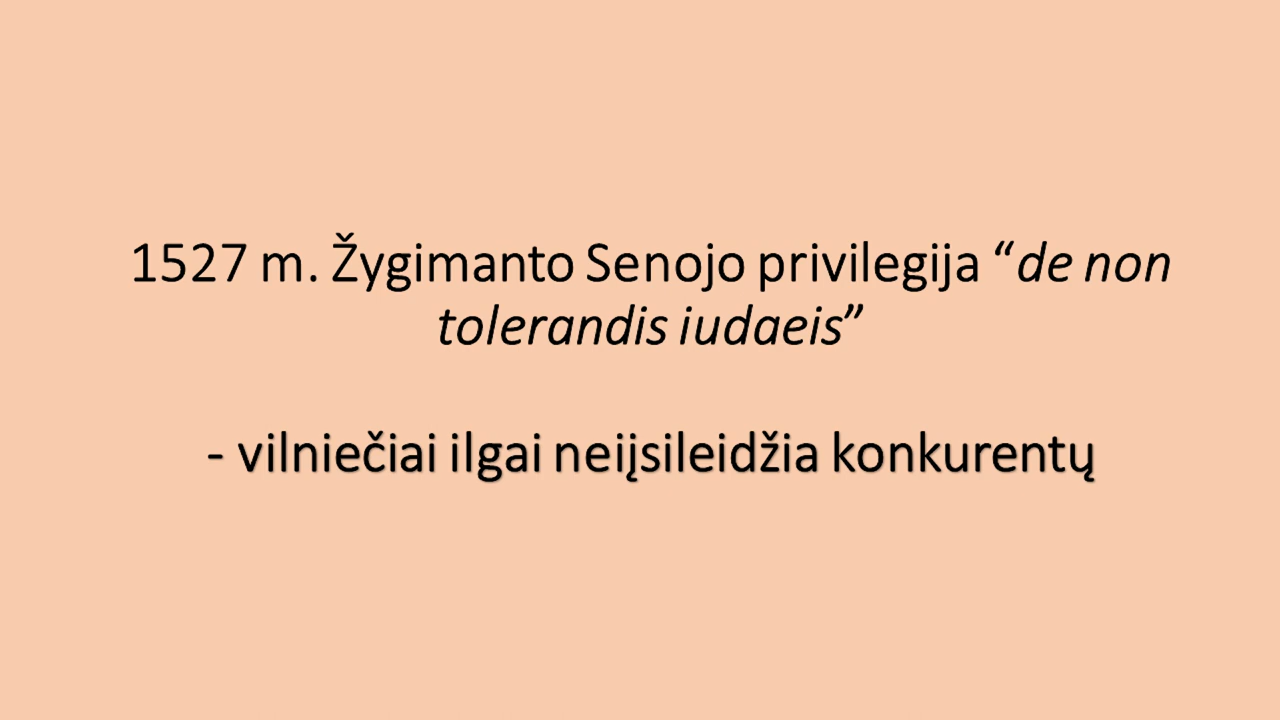 1527 m. Žygimanto Senojo privilegija “de non
tolerandis iudaeis”
- vilniečiai ilgai neįsileidžia konkurentų